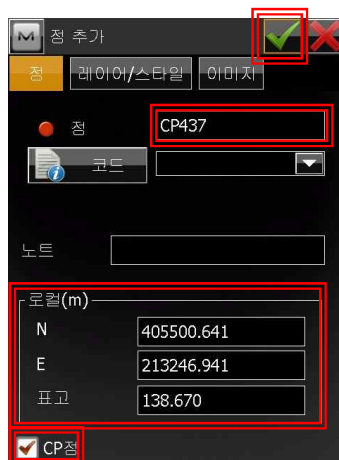 점 추가
점 레이어/스타일 이미지
점 CP437
코드
노트
로컬(m)
N 405500.641
E 213246.941
표고 138.670
CP점